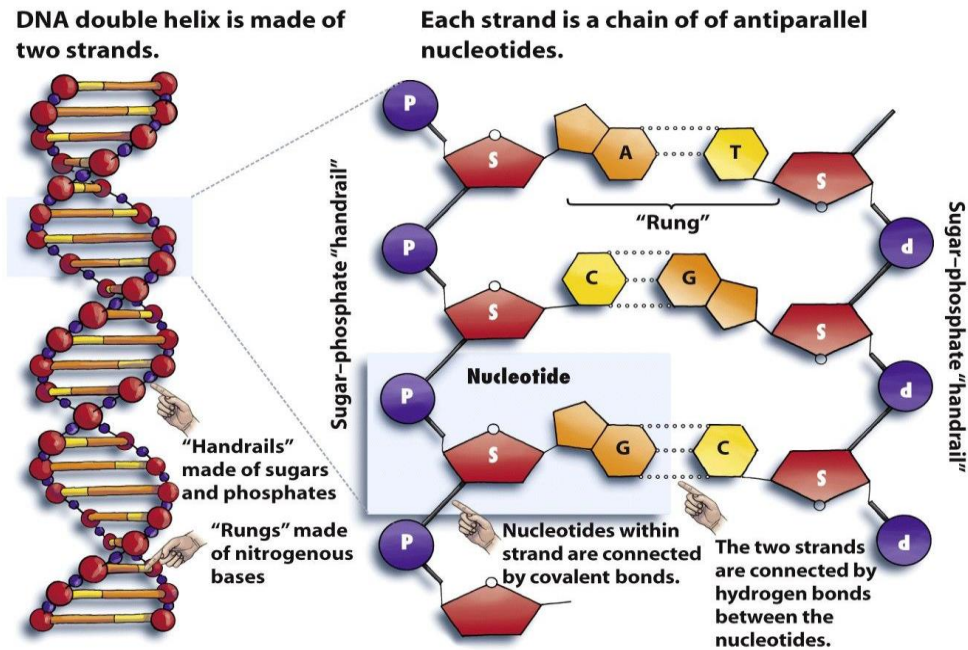 DNA double helix is made of
two strands.
Each strand is a chain of of antiparallel
nucleotides.
Sugar–phosphate “handrail”
P
S
A
T
S
“Rung”
P
P
S
C
G
S
Nucleotide
P
P
S
G
C
S
P
P
Sugar–phosphate “handrail”
“Handrails”
made of sugars
and phosphates
“Rungs” made
of nitrogenous
bases
Nucleotides within
strand are connected
by covalent bonds.
The two strands
are connected by
hydrogen bonds
between the
nucleotides.